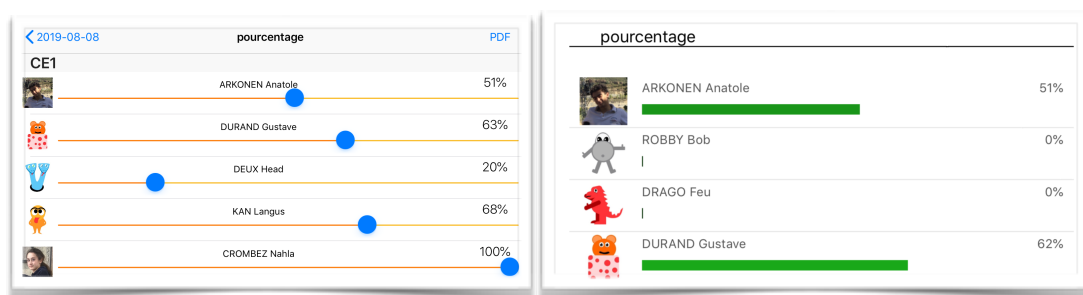 2019-08-08 pourcentage PDF
CE1
ARKONEN Anatole 51%
DURAND Gustave 63%
DEUX Head 20%
KAN Langus 68%
CROMBEZ Nahla 100%
pourcentage
ARKONEN Anatole 51%
ROBBY Bob 0%
DRAGO Feu 0%
DURAND Gustave 62%